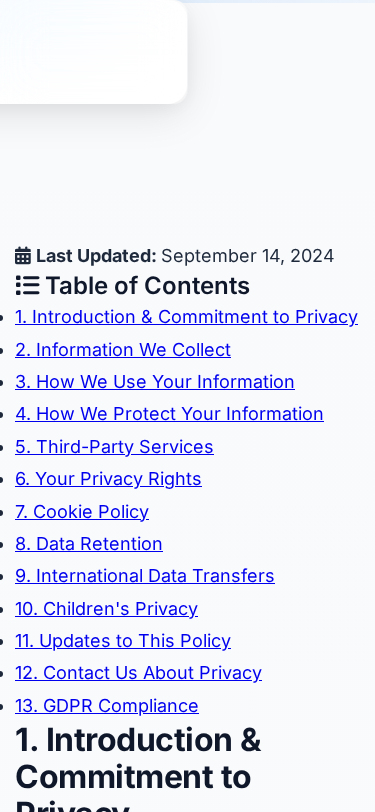 Last Updated: September 14, 2024
Table of Contents
1. Introduction & Commitment to Privacy
2. Information We Collect
3. How We Use Your Information
4. How We Protect Your Information
5. Third-Party Services
6. Your Privacy Rights
7. Cookie Policy
8. Data Retention
9. International Data Transfers
10. Children's Privacy
11. Updates to This Policy
12. Contact Us About Privacy
13. GDPR Compliance
1. Introduction &
Commitment to
Privacy